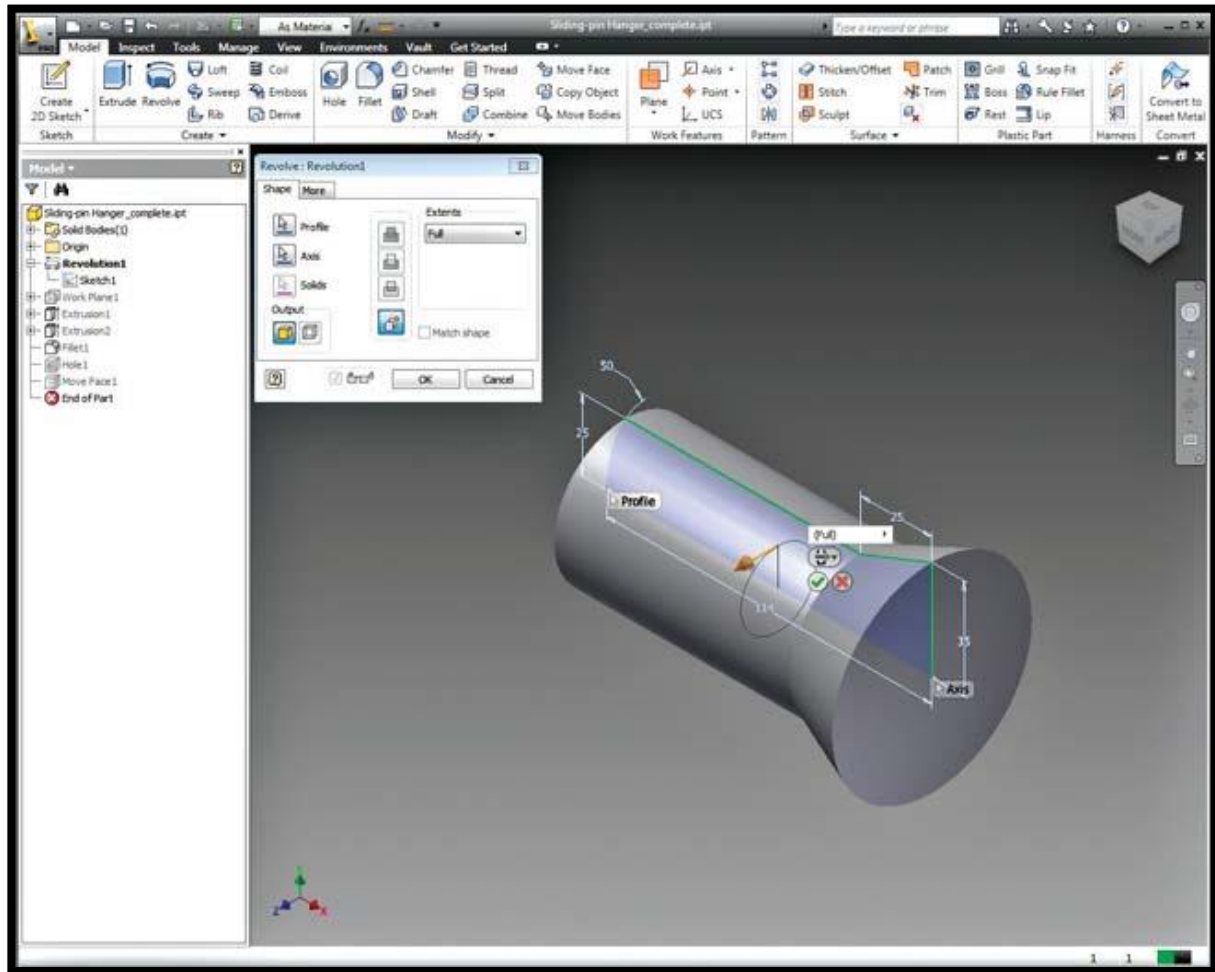 As Material
Sliding-pin Hanger_complete.ipt
Type a keyword or phrase
PRO
Model Inspect Tools Manage View Environments Vault Get Started
Create 2D Sketch
Extrude Revolve
Loft
Sweep
Rib
Coil
Emboss
Derive
Hole Fillet
Chamfer
Shell
Draft
Thread
Split
Combine
Move Face
Copy Object
Move Bodies
Plane
Axis
Point
UCS
Thicken/Offset
Stitch
Sculpt
Patch
Trim
Grill
Boss
Rest
Snap Fit
Rule Fillet
Lip
Convert to Sheet Metal
Sketch Create Modify Work Features Pattern Surface Plastic Part Harness Convert
Model
Sliding-pin Hanger_complete.ipt
Solid Bodies(1)
Origin
Revolution1
Sketch1
Work Plane1
Extrusion1
Extrusion2
Fillet1
Hole1
Move Face1
End of Part
Revolve : Revolution1
Shape More
Profile
Axis
Solids
Output
Extents
Full
Match shape
OK Cancel
50
25
Profile
25
(Full)
114
35
Axis
Z
X
1 1